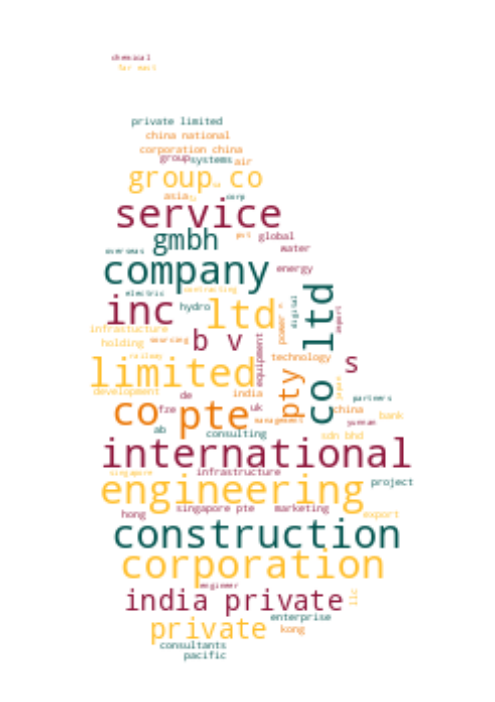 chemical
far east
private limited
china national
corporation china
group systems air
group co
asia corp
service
gmbh pvt global
overseas water
company energy
electric contracting
inc hydro ltd power digital co ltd import
infrastucture
holding sourcing b v equipment technology s
railway
limited
development de india pty japan partners
co pte uk china bank
fze management yunnan
ab consulting sdn bhd
international
singapore infrastructure
engineering project
hong singapore pte marketing export
construction
corporation
engineer
india private llc
enterprise
private kong
consultants
pacific